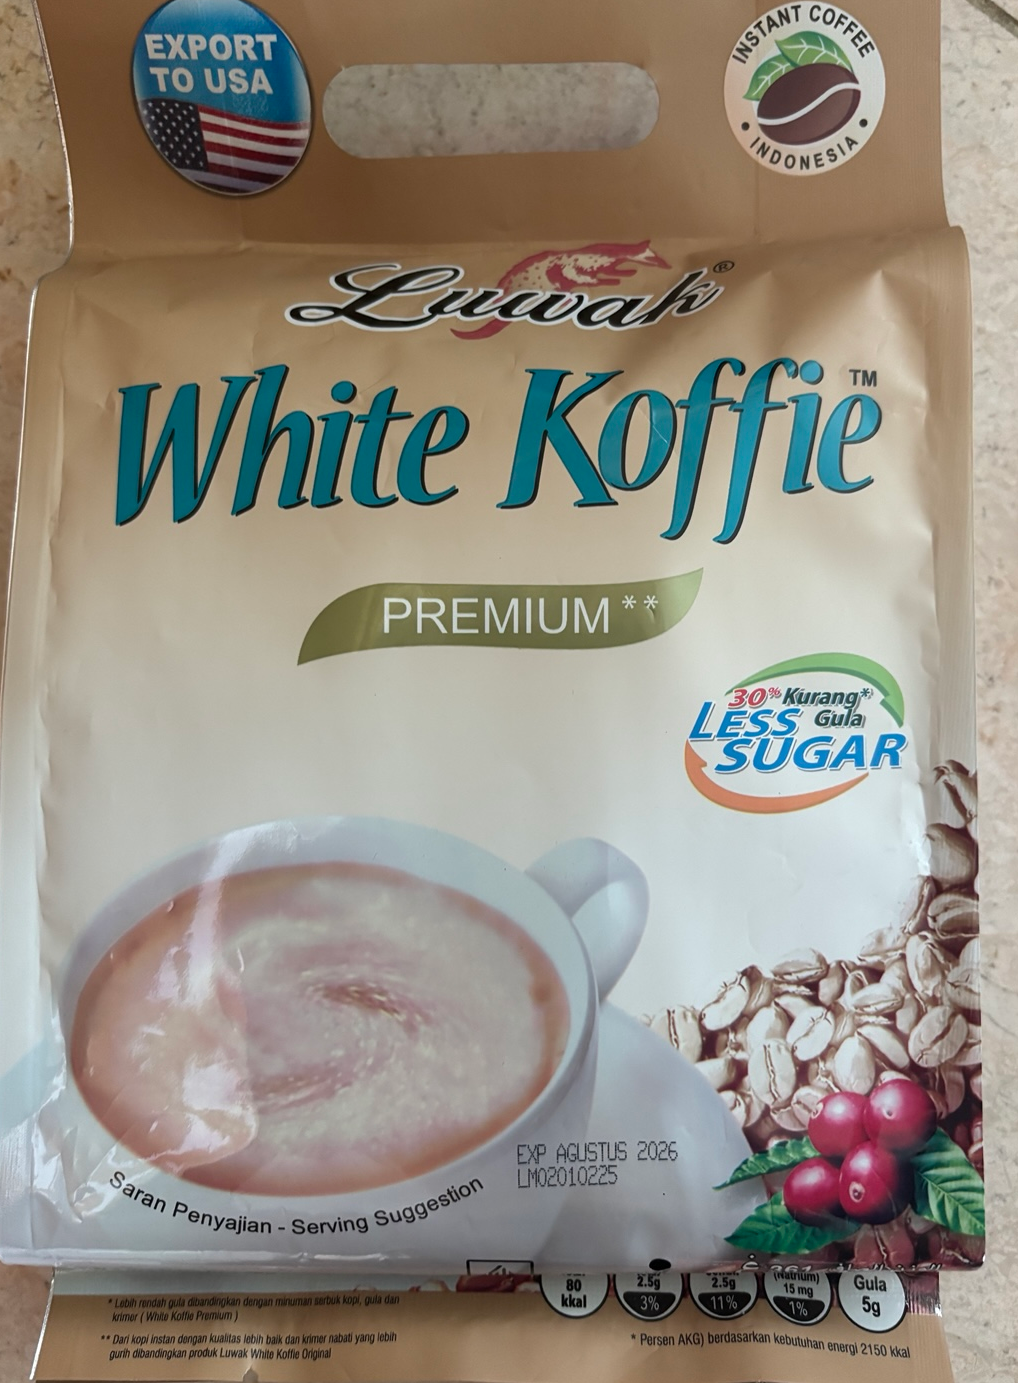 EXPORT
TO USA
INSTANT COFFEE
INDONESIA
Luwak®
White Koffie™
PREMIUM**
30% Kurang*
LESS Gula
SUGAR
EXP AGUSTUS 2026
LM02010225
Saran Penyajian - Serving Suggestion
80
kkal
2.5g
3%
2.5g
11%
(Natrium)
15 mg
1%
Gula
5g
* Lebih rendah gula dibandingkan dengan minuman serbuk kopi, gula dan
krimer ( White Koffie Premium )
** Dari kopi instan dengan kualitas lebih baik dan krimer nabati yang lebih
gurih dibandingkan produk Luwak White Koffie Original
* Persen AKG) berdasarkan kebutuhan energi 2150 kkal